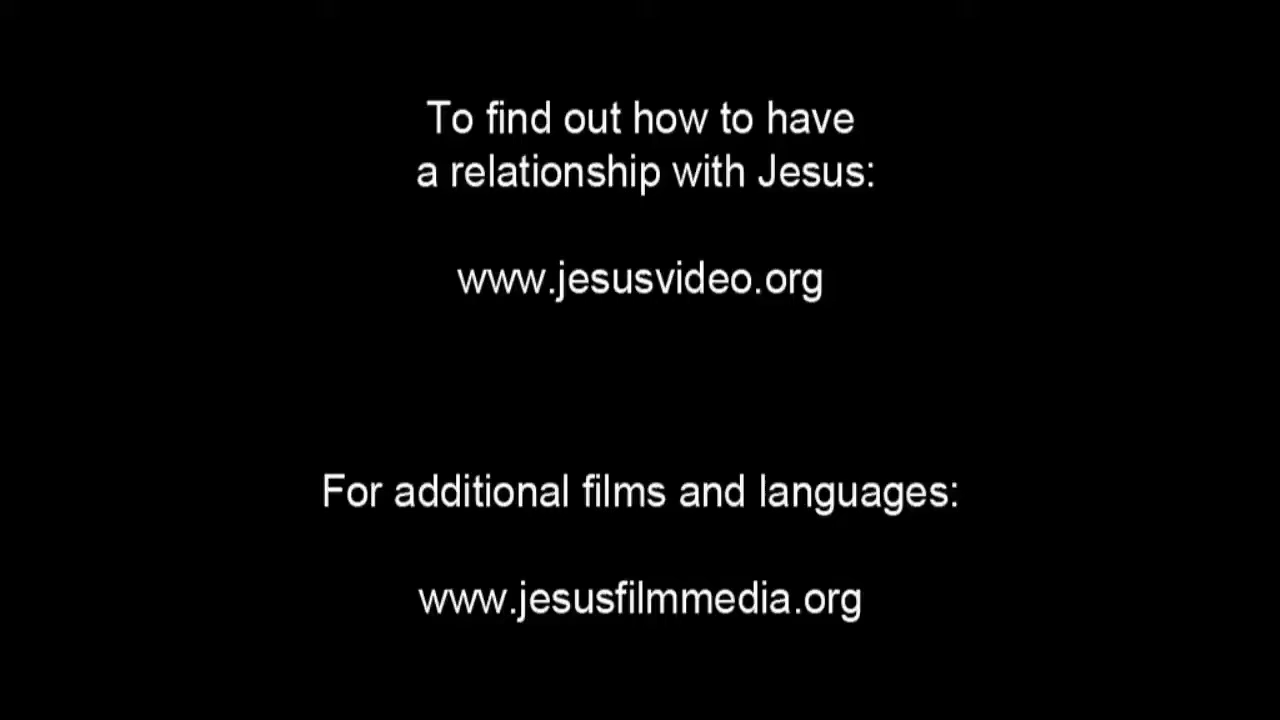 To find out how to have
a relationship with Jesus:
www.jesusvideo.org
For additional films and languages:
www.jesusfilmmedia.org